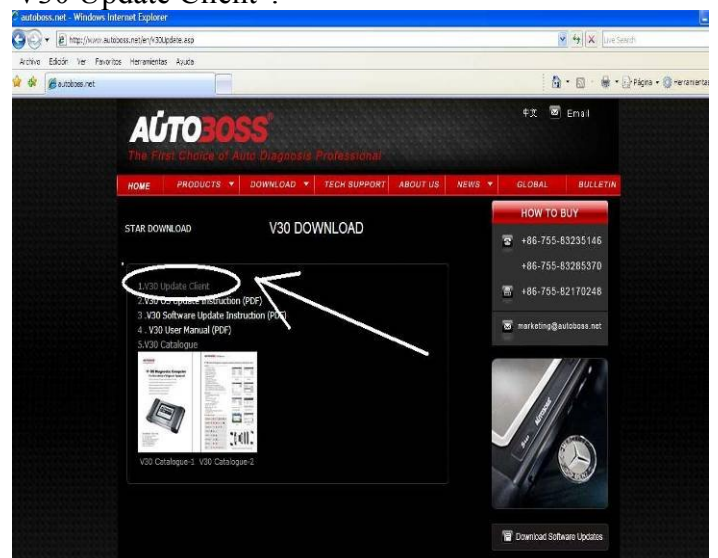 "V30 Update Client".
autoboss.net - Windows Internet Explorer
http://www.autoboss.net/en/v30Update.asp
Live Search
Archivo Edición Ver Favoritos Herramientas Ayuda
autoboss.net
Página Herramientas
AUTOBOSS
The First Choice of Auto Diagnosis Professional
中文 Email
HOME PRODUCTS DOWNLOAD TECH SUPPORT ABOUT US NEWS GLOBAL BULLETIN
STAR DOWNLOAD
V30 DOWNLOAD
1.V30 Update Client
2.V30 OS Update Instruction (PDF)
3 .V30 Software Update Instruction (PDF)
4 . V30 User Manual (PDF)
5.V30 Catalogue
V30 Catalogue-1 V30 Catalogue-2
HOW TO BUY
+86-755-83235146
+86-755-83285370
+86-755-82170248
marketing@autoboss.net
Download Software Updates